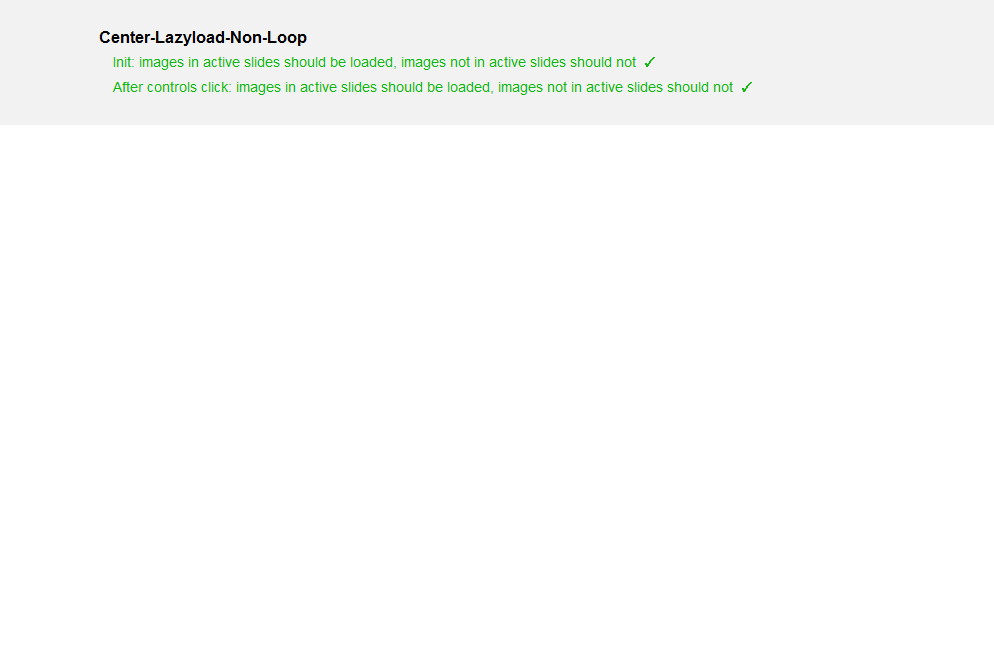 Center-Lazyload-Non-Loop
Init: images in active slides should be loaded, images not in active slides should not ✓
After controls click: images in active slides should be loaded, images not in active slides should not ✓